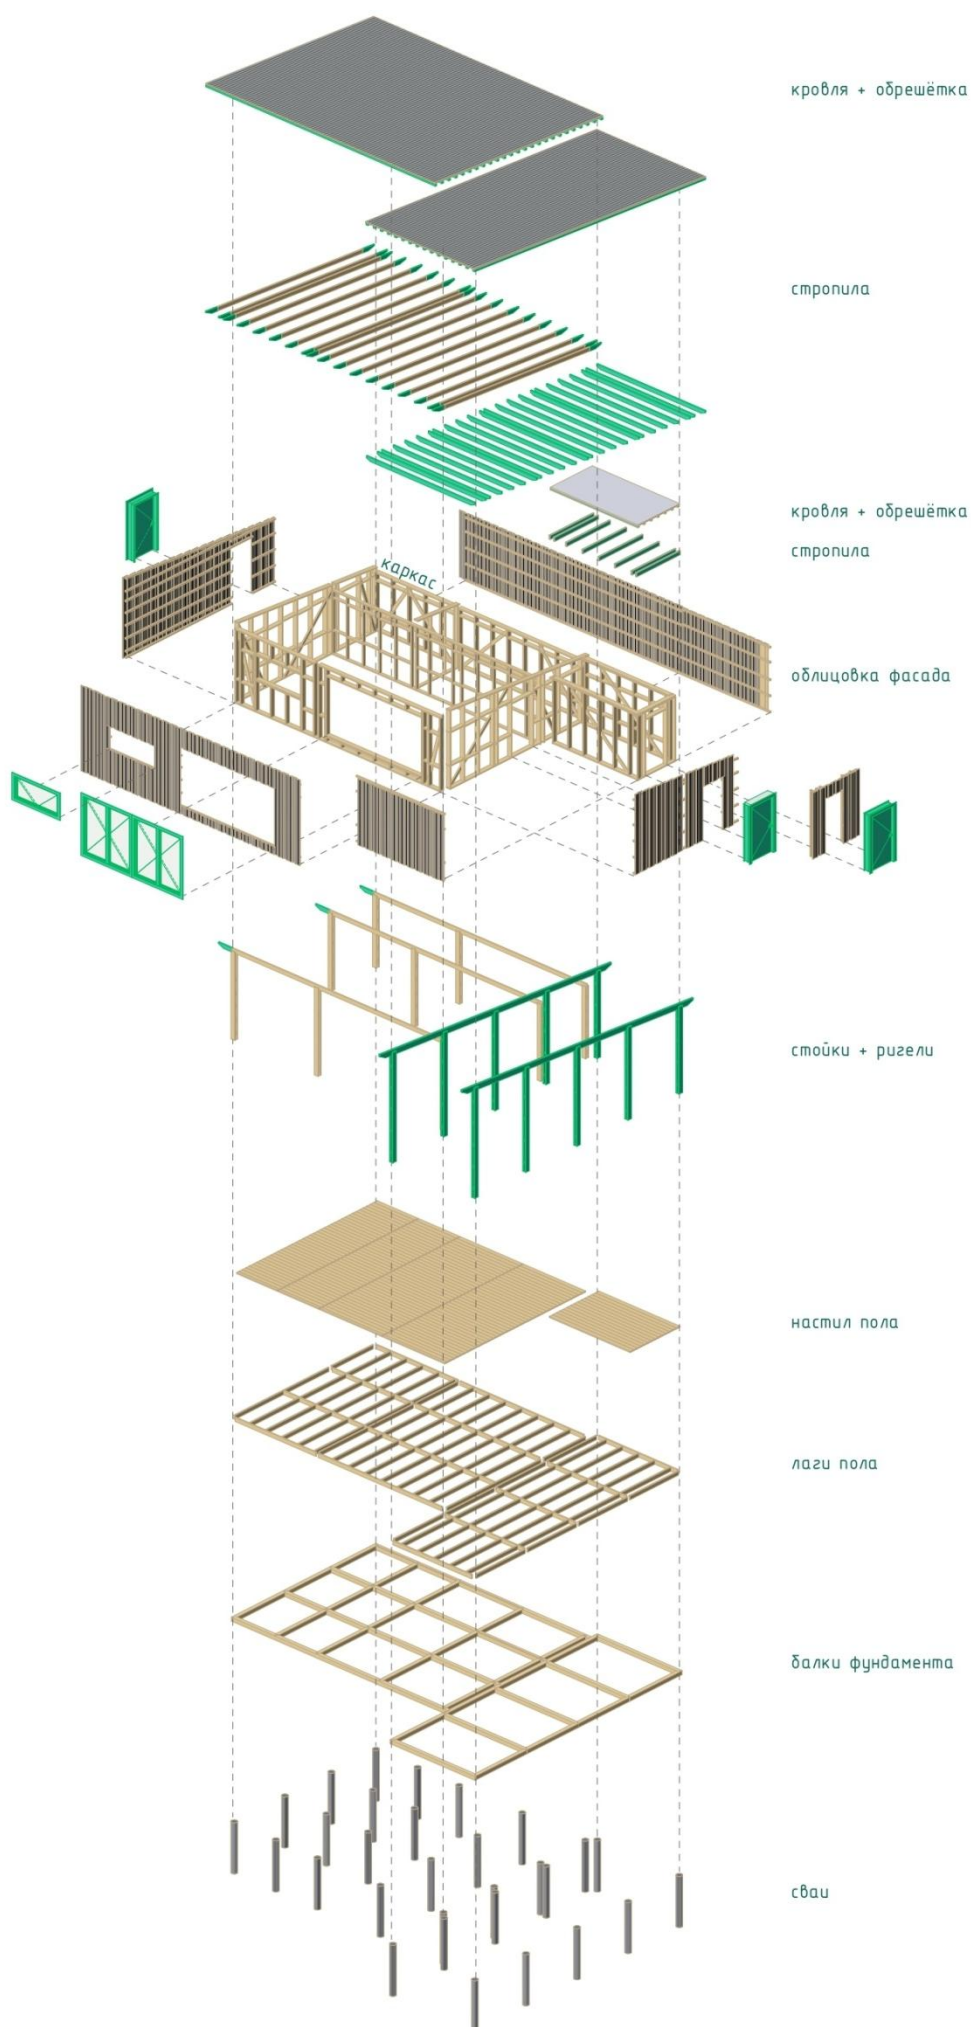 кровля + обрешётка
стропила
кровля + обрешётка
стропила
каркас
облицовка фасада
стойки + ригели
настил пола
лаги пола
балки фундамента
сваи